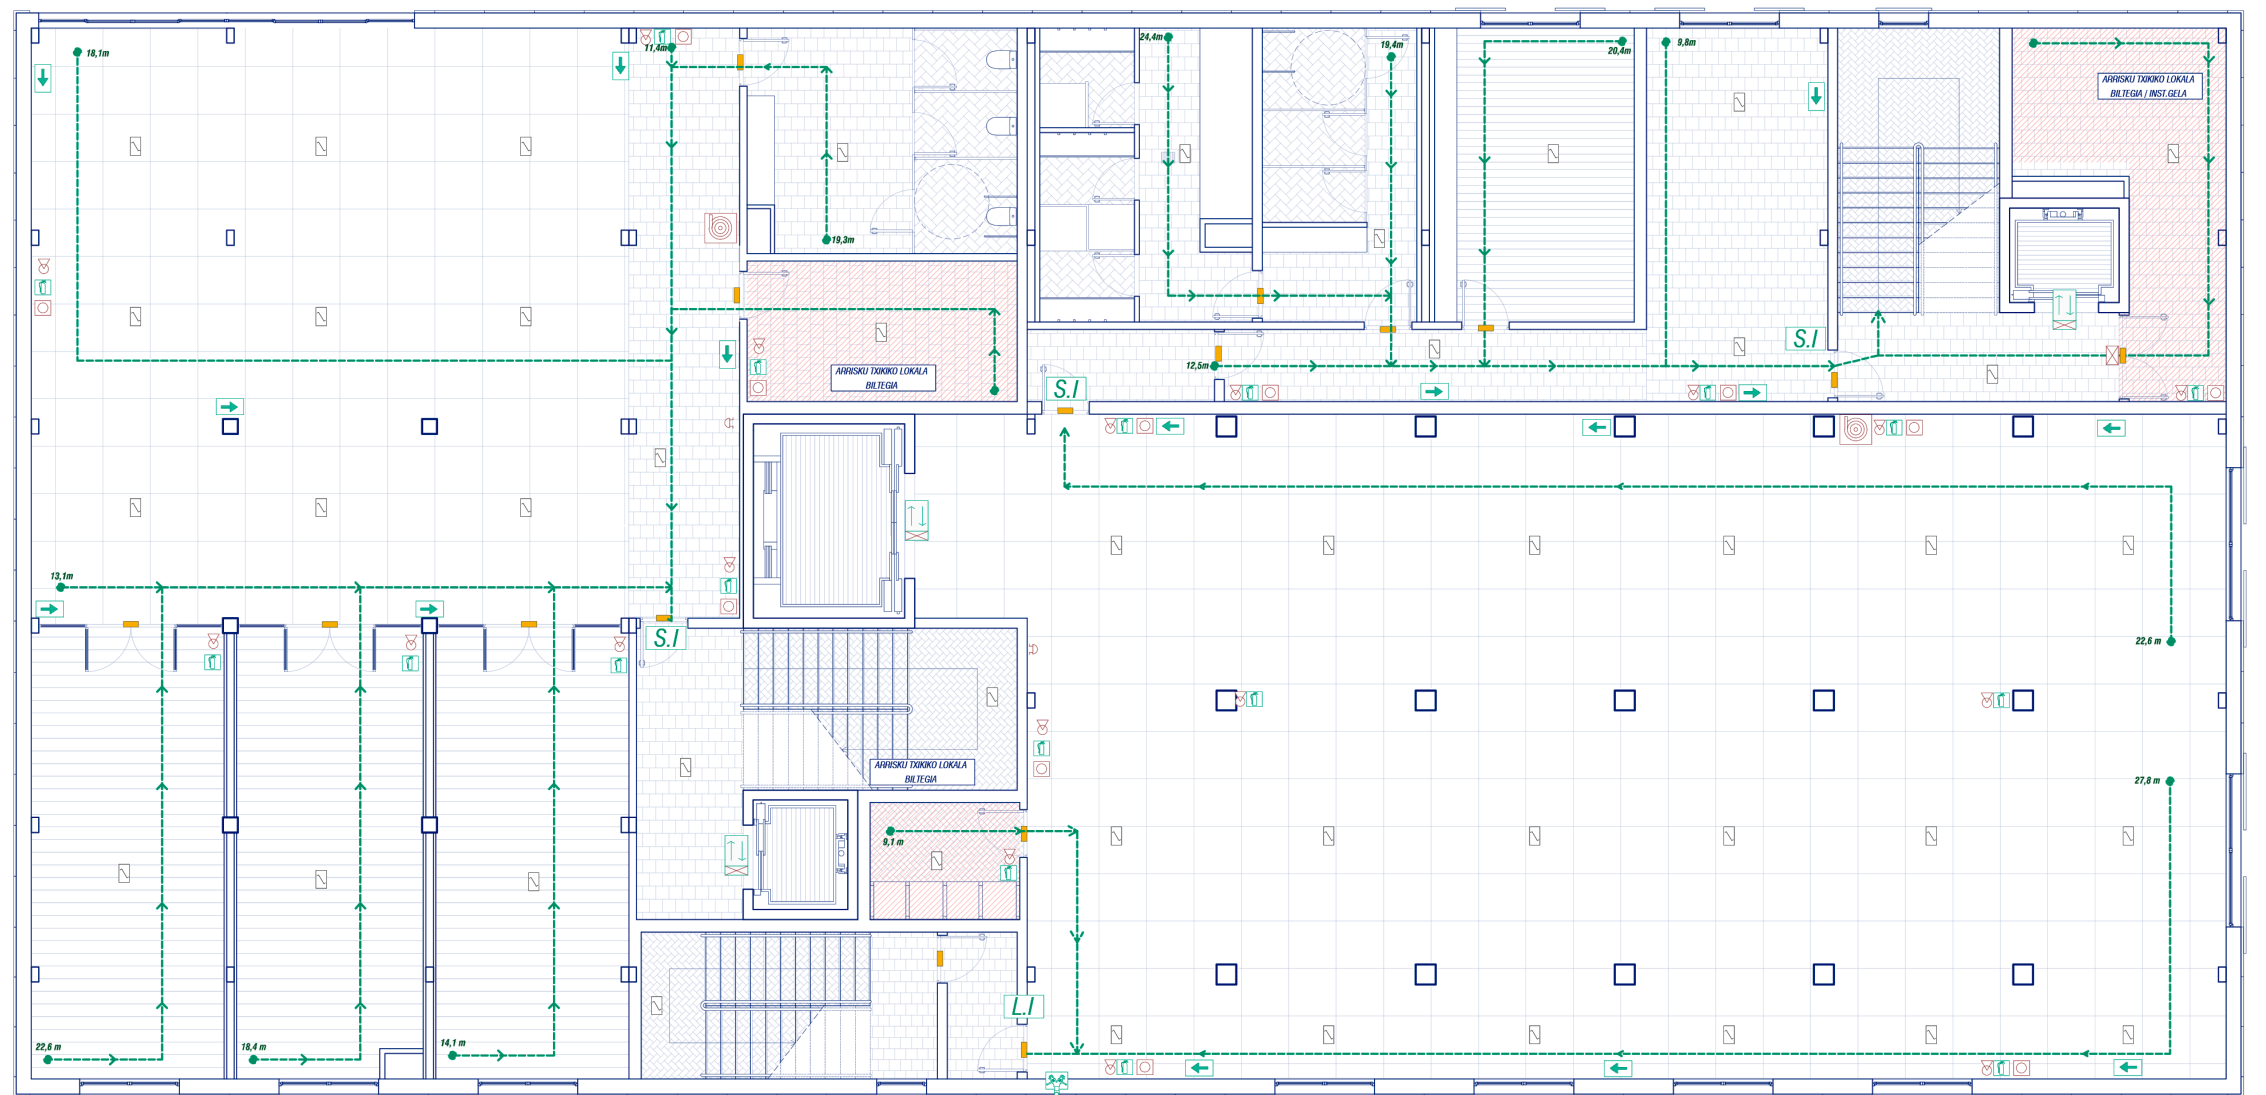 18,1m
11,4m
24,4m
19,4m
20,4m
9,8m
ARRISKU TXIKIKO LOKALA
BILTEGIA / INST.GELA
19,3m
S.I
12,5m
ARRISKU TXIKIKO LOKALA
BILTEGIA
S.I
13,1m
S.I
22,6 m
ARRISKU TXIKIKO LOKALA
BILTEGIA
27,8 m
9,1 m
L.I
22,6 m
18,4 m
14,1 m